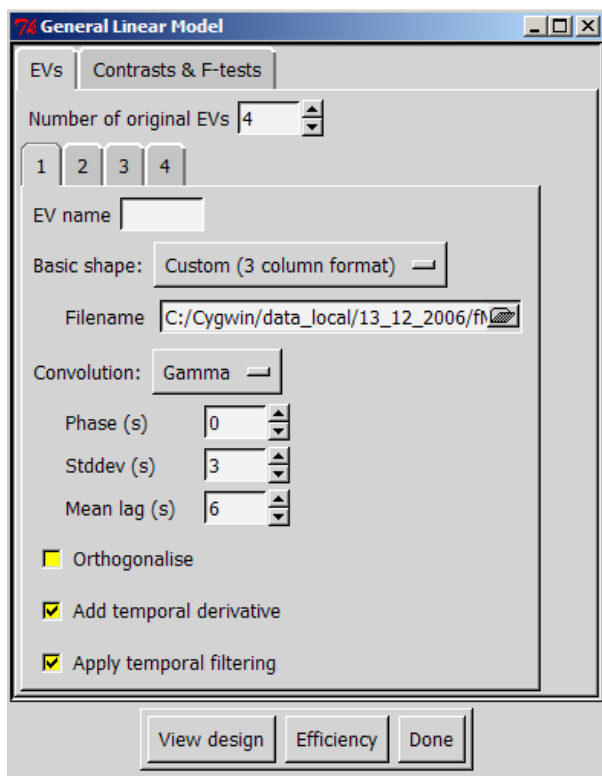 General Linear Model
EVs Contrasts & F-tests
Number of original EVs 4
1 2 3 4
EV name
Basic shape: Custom (3 column format)
Filename C:/Cygwin/data_local/13_12_2006/fM
Convolution: Gamma
Phase (s) 0
Stddev (s) 3
Mean lag (s) 6
Orthogonalise
Add temporal derivative
Apply temporal filtering
View design Efficiency Done